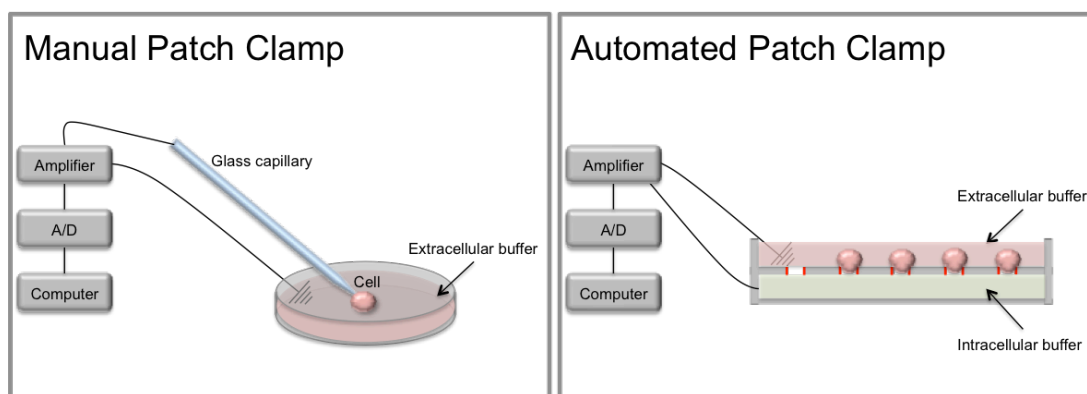 Manual Patch Clamp
Amplifier
A/D
Computer
Glass capillary
Extracellular buffer
Cell
Automated Patch Clamp
Amplifier
A/D
Computer
Extracellular buffer
Intracellular buffer